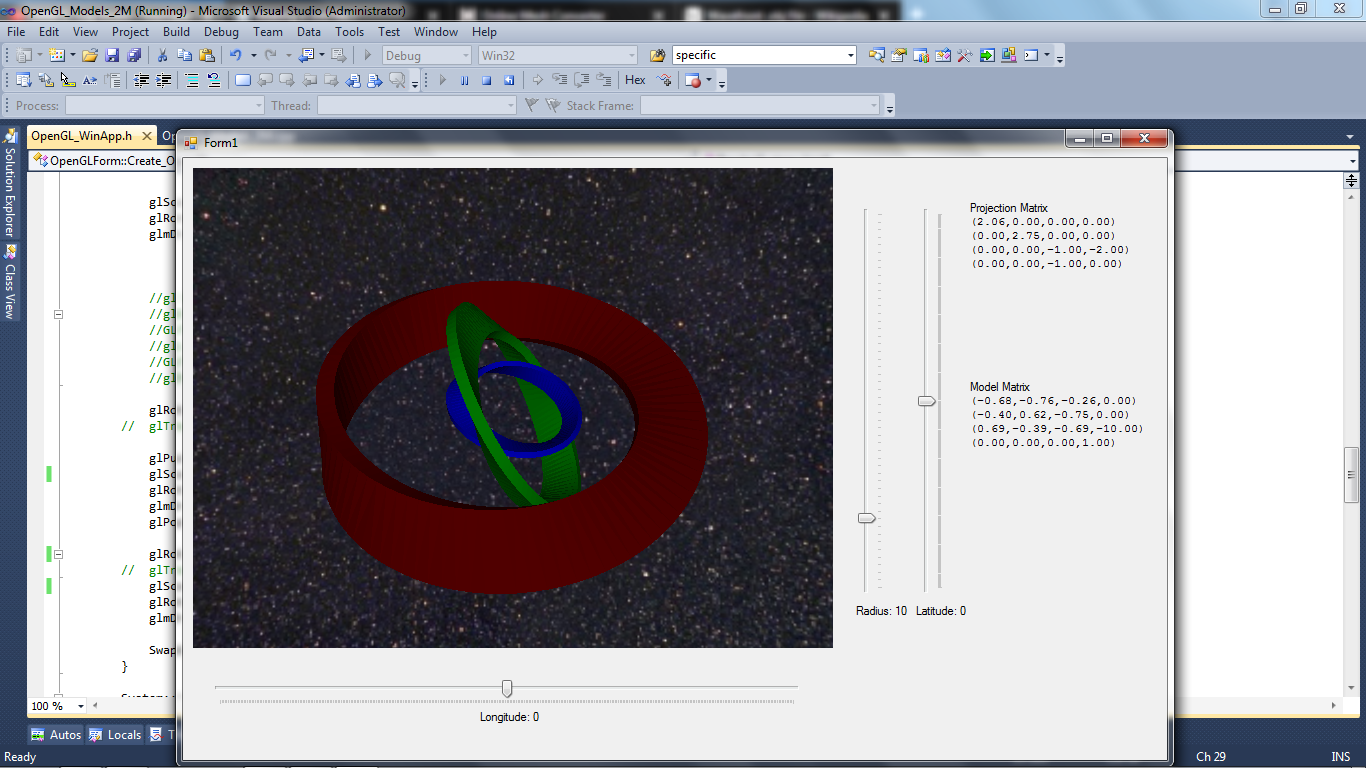 OpenGL_Models_2M (Running) - Microsoft Visual Studio (Administrator)
File Edit View Project Build Debug Team Data Tools Test Window Help
Debug Win32 specific
Hex
Process: Thread: Stack Frame:
OpenGL_WinApp.h
Form1
OpenGLForm::Create_O
Solution Explorer
Class View
glSc
glRo
glmD
//gl
//gl
//GL
//gl
//GL
//gl
glRo
// glTr
glPu
glSc
glRo
glmD
glPo
glRo
// glTr
glSc
glRo
glmD
Swap
}
Projection Matrix
(2.06,0.00,0.00,0.00)
(0.00,2.75,0.00,0.00)
(0.00,0.00,-1.00,-2.00)
(0.00,0.00,-1.00,0.00)
Model Matrix
(-0.68,-0.76,-0.26,0.00)
(-0.40,0.62,-0.75,0.00)
(0.69,-0.39,-0.69,-10.00)
(0.00,0.00,0.00,1.00)
Radius: 10 Latitude: 0
Longitude: 0
100 %
Autos Locals T
Ready Ch 29 INS